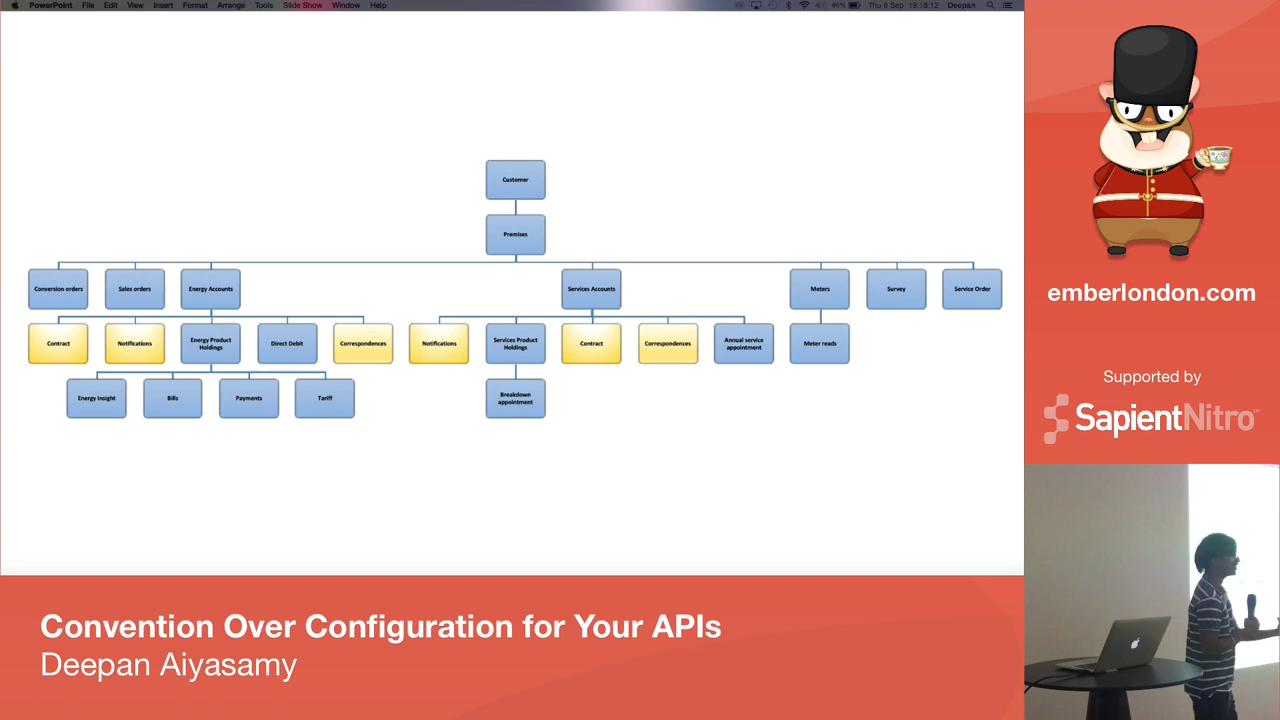 PowerPoint File Edit View Insert Format Arrange Tools Slide Show Window Help
86% Thu 8 Sep 18:18:12 Deepan
Customer
Premises
Conversion orders
Sales orders
Energy Accounts
Services Accounts
Meters
Survey
Service Order
Contract
Notifications
Energy Product
Holdings
Direct Debit
Correspondences
Notifications
Services Product
Holdings
Contract
Correspondences
Annual service
appointment
Meter reads
Energy Insight
Bills
Payments
Tariff
Breakdown
appointment
emberlondon.com
Supported by
SapientNitro
Convention Over Configuration for Your APIs
Deepan Aiyasamy